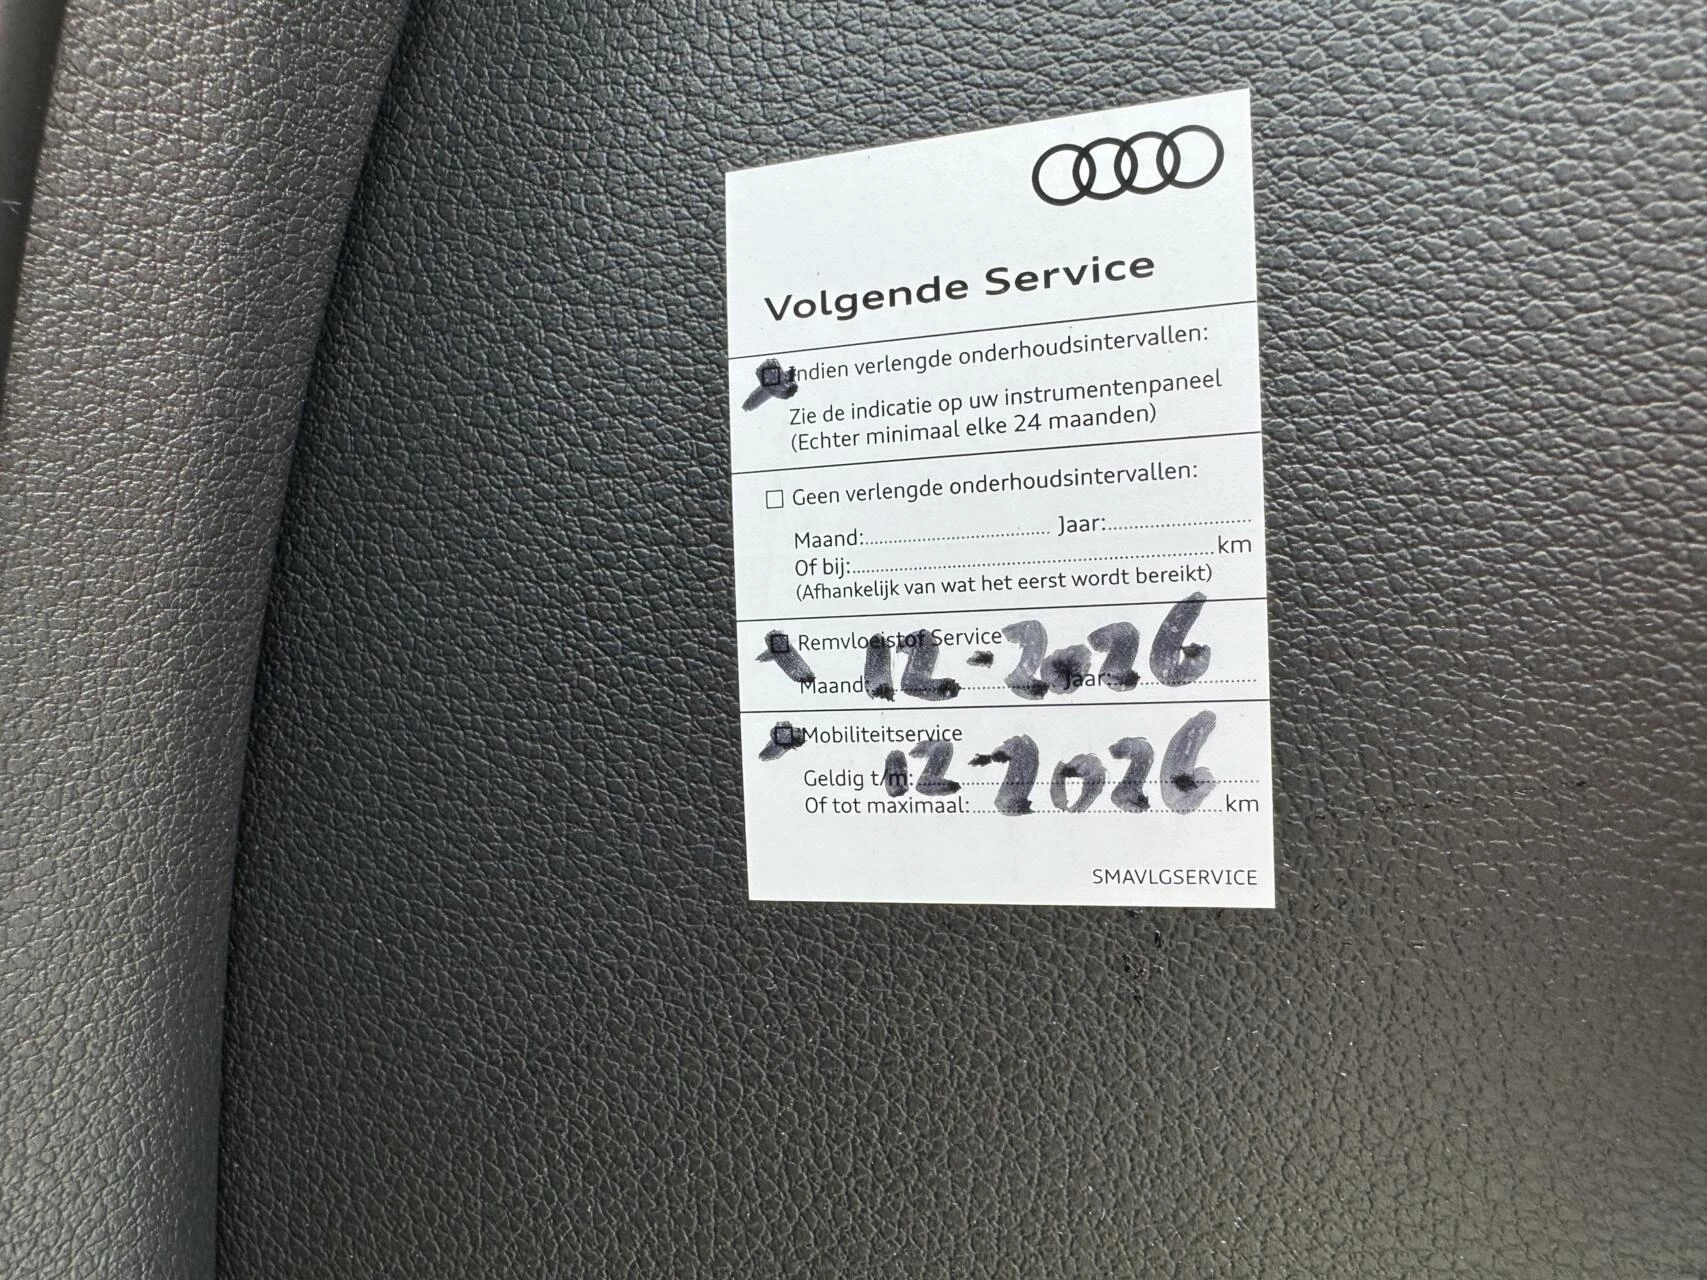 Volgende Service
Indien verlengde onderhoudsintervallen:
Zie de indicatie op uw instrumentenpaneel
(Echter minimaal elke 24 maanden)
Geen verlengde onderhoudsintervallen:
Maand:.................................... Jaar:............................
Of bij:......................................................................km
(Afhankelijk van wat het eerst wordt bereikt)
Remvloeistof Service
Maand: 12-2026 Jaar:
Mobiliteitservice
Geldig t/m: 12-2026
Of tot maximaal:..................................................km
SMAVLGSERVICE